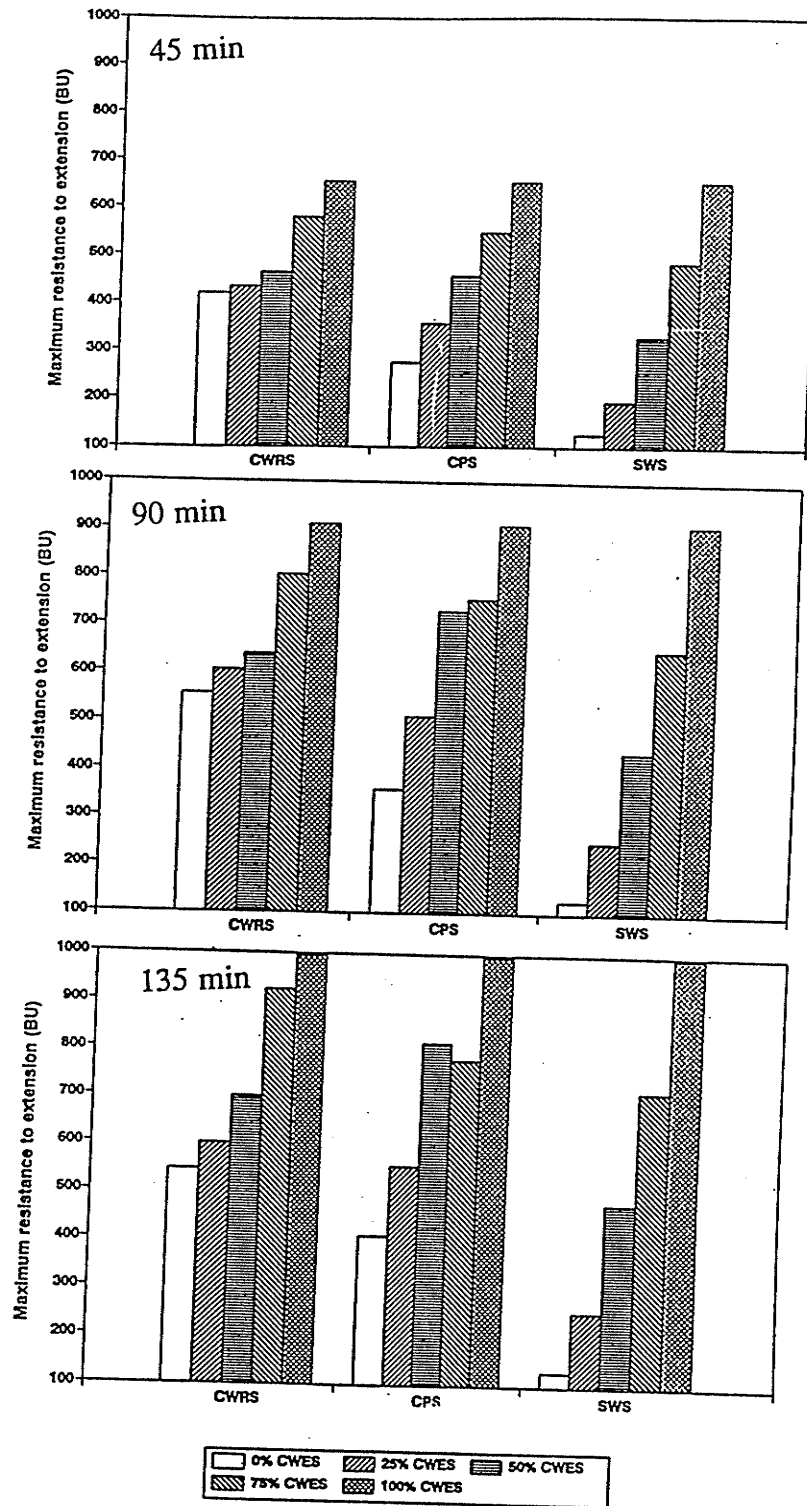 45 min
Maximum resistance to extension (BU)
1000
900
800
700
600
500
400
300
200
100
CWRS CPS SWS
90 min
Maximum resistance to extension (BU)
1000
900
800
700
600
500
400
300
200
100
CWRS CPS SWS
135 min
Maximum resistance to extension (BU)
1000
900
800
700
600
500
400
300
200
100
CWRS CPS SWS
0% CWES 25% CWES 50% CWES
75% CWES 100% CWES